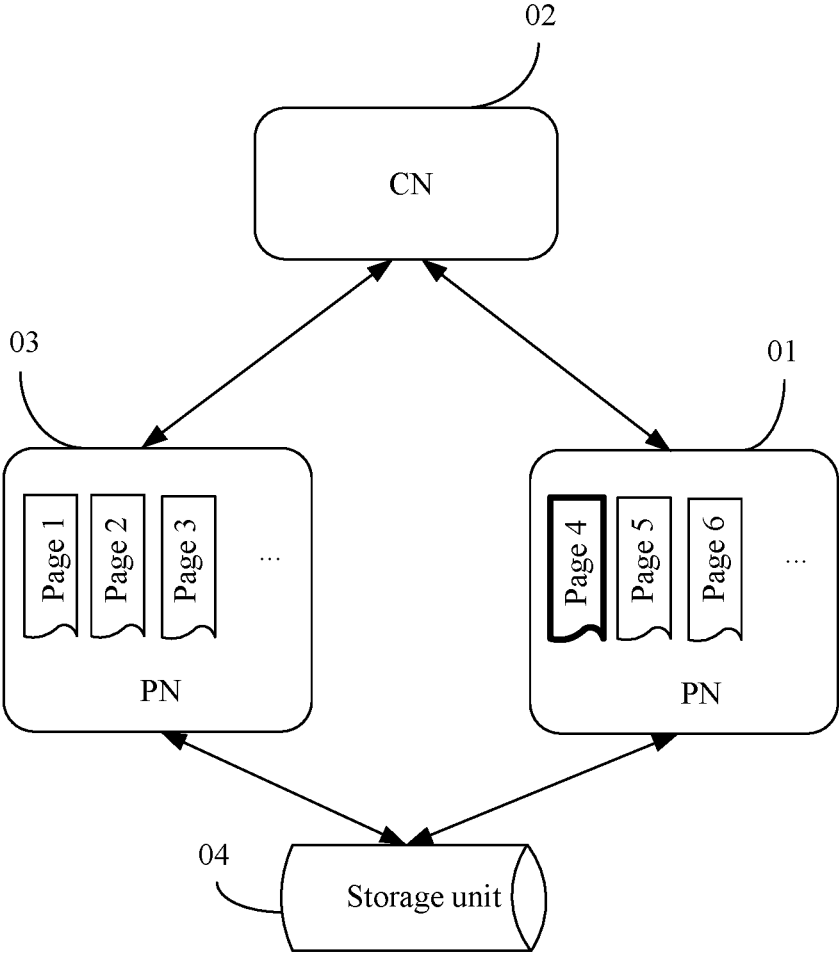 02
CN
03
01
Page 1
Page 2
Page 3
...
Page 4
Page 5
Page 6
...
PN
PN
04
Storage unit